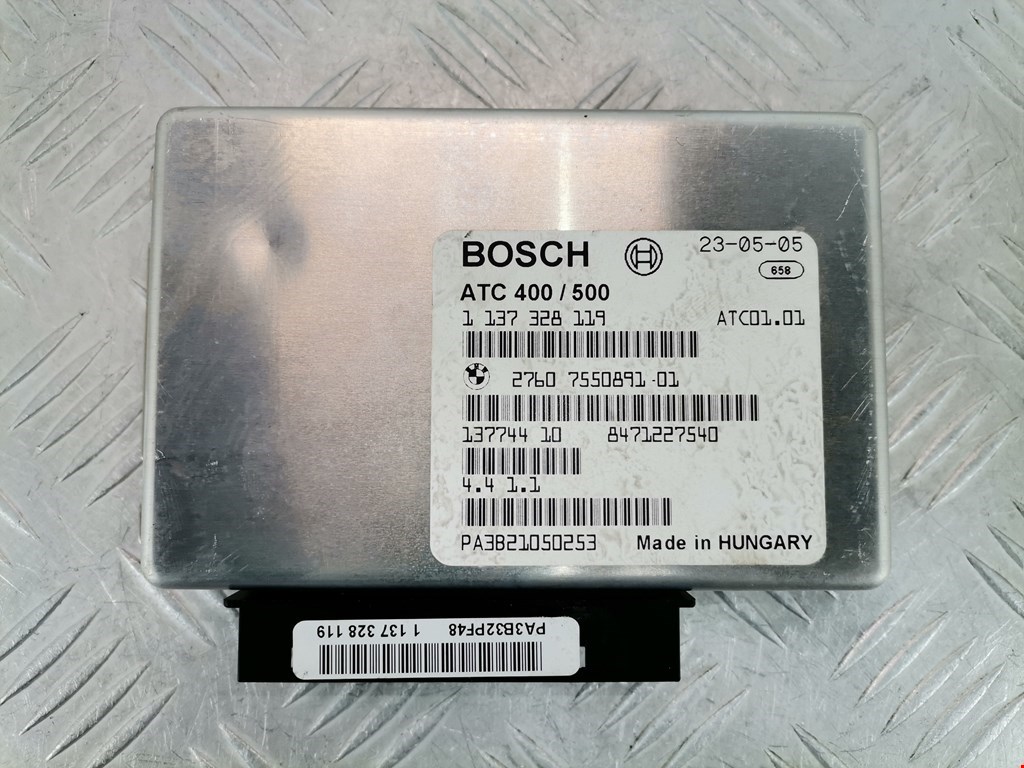 BOSCH 23-05-05
658
ATC 400 / 500
1 137 328 119 ATC01.01
2760 7550891-01
137744 10 8471227540
4.4 1.1
PA3B21050253 Made in HUNGARY
PA3B32PF48 1 137 328 119